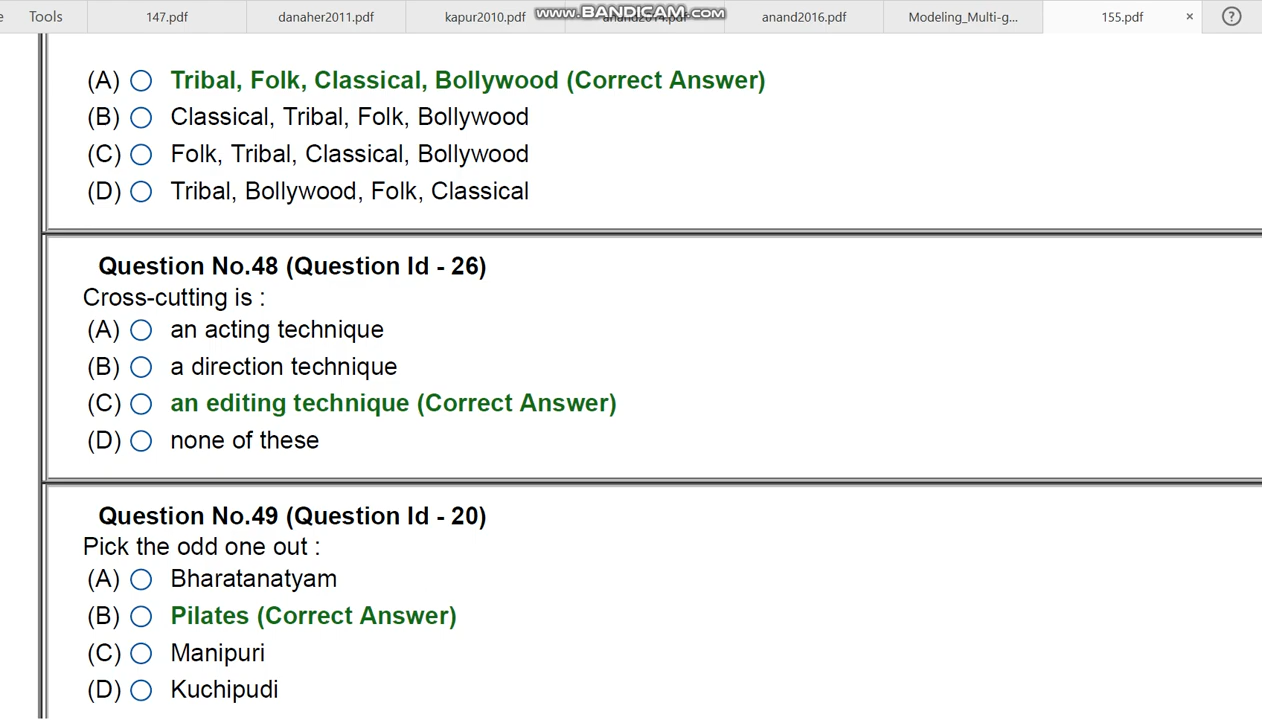 e Tools 147.pdf danaher2011.pdf kapur2010.pdf anand2014.pdf anand2016.pdf Modeling_Multi-g... 155.pdf × ?
www.BANDICAM.com
(A) Tribal, Folk, Classical, Bollywood (Correct Answer)
(B) Classical, Tribal, Folk, Bollywood
(C) Folk, Tribal, Classical, Bollywood
(D) Tribal, Bollywood, Folk, Classical
Question No.48 (Question Id - 26)
Cross-cutting is :
(A) an acting technique
(B) a direction technique
(C) an editing technique (Correct Answer)
(D) none of these
Question No.49 (Question Id - 20)
Pick the odd one out :
(A) Bharatanatyam
(B) Pilates (Correct Answer)
(C) Manipuri
(D) Kuchipudi